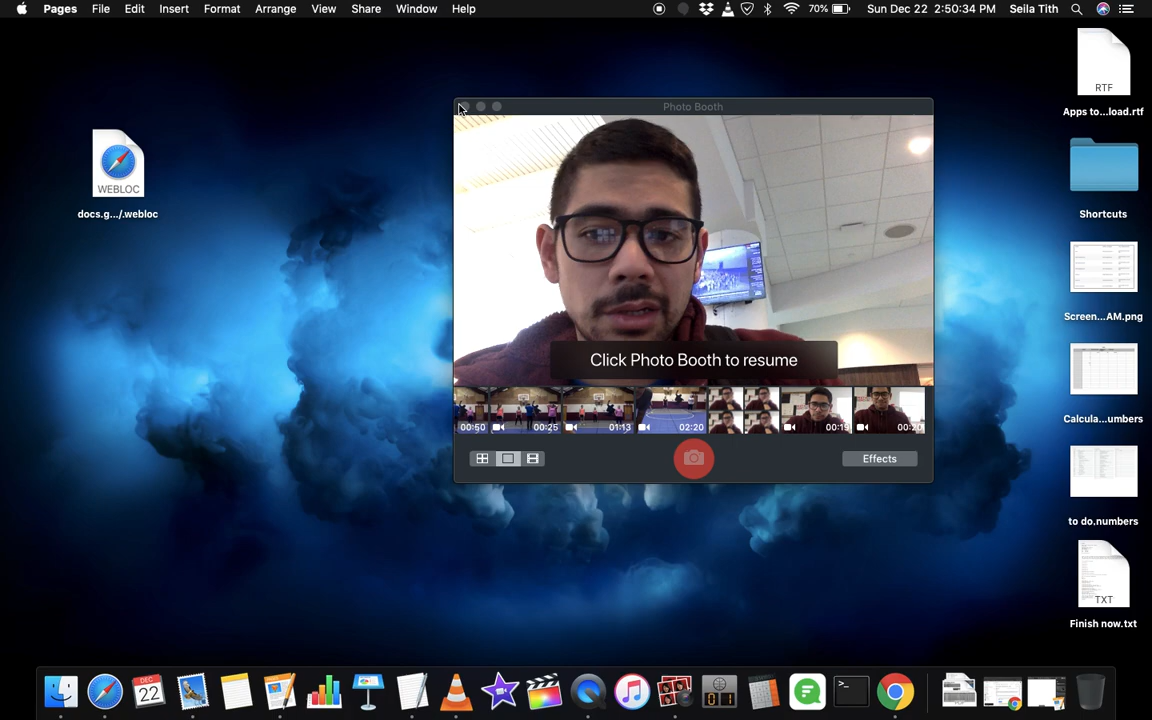 Pages File Edit Insert Format Arrange View Share Window Help 70% Sun Dec 22 2:50:34 PM Seila Tith
RTF
Apps to...load.rtf
WEBLOC
docs.g.../.webloc
Photo Booth
Shortcuts
Screen...AM.png
Click Photo Booth to resume
00:50 00:25 01:13 02:20 00:19
Calcula...umbers
Effects
to do.numbers
TXT
Finish now.txt
DEC
22